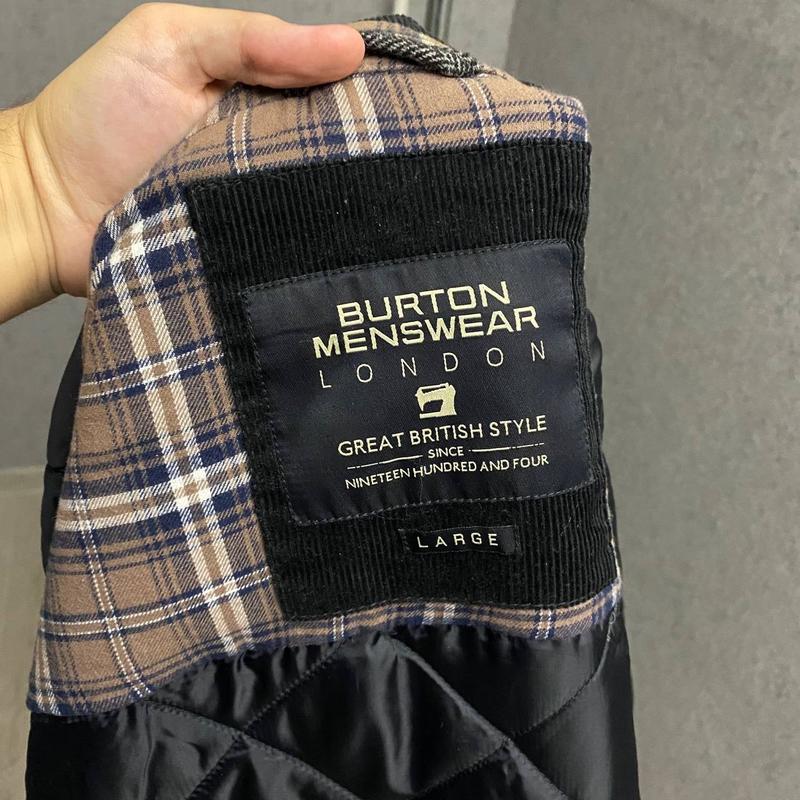 BURTON
MENSWEAR
LONDON
GREAT BRITISH STYLE
SINCE
NINETEEN HUNDRED AND FOUR
LARGE